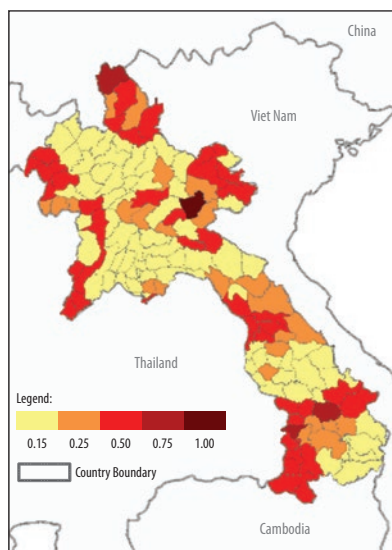 China
Viet Nam
Thailand
Legend:
0.15 0.25 0.50 0.75 1.00
Country Boundary
Cambodia